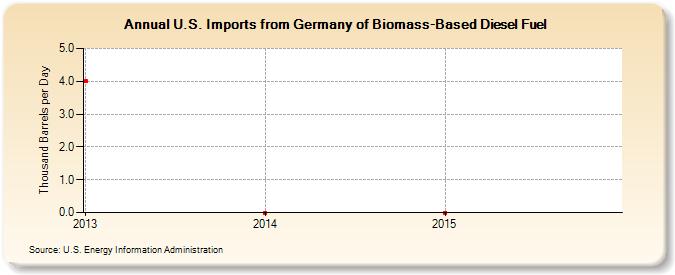 Annual U.S. Imports from Germany of Biomass-Based Diesel Fuel
Thousand Barrels per Day
5.0
4.0
3.0
2.0
1.0
0.0
2013 2014 2015
Source: U.S. Energy Information Administration